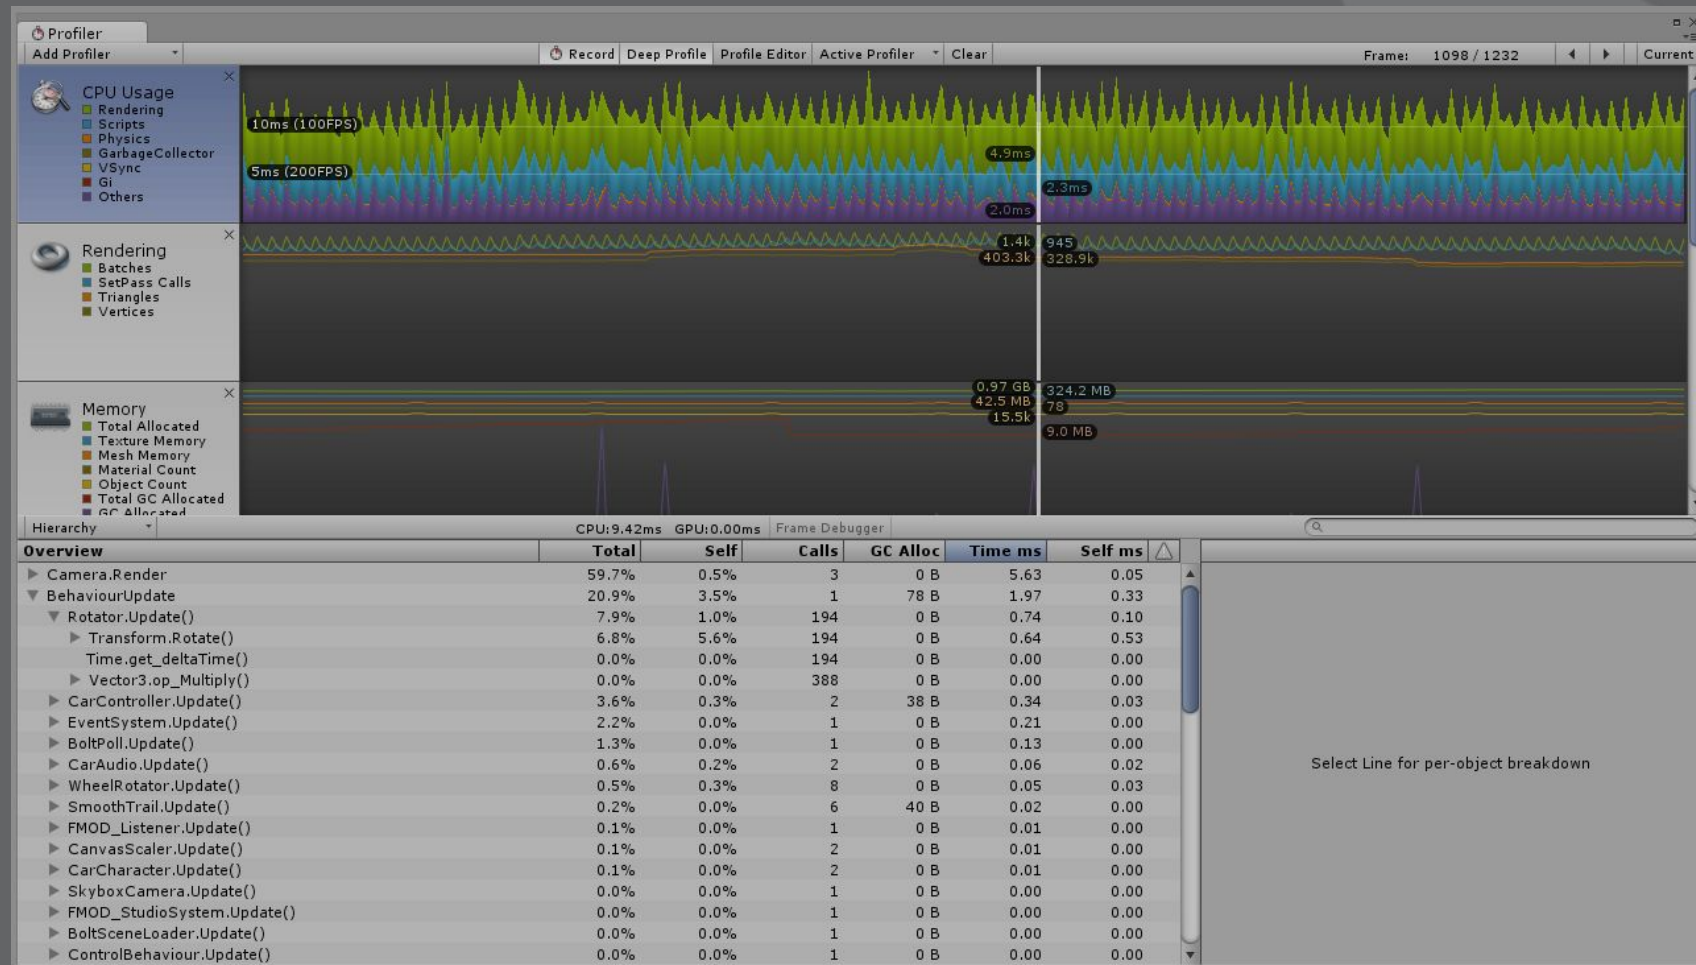 Profiler
Add Profiler Record Deep Profile Profile Editor Active Profiler Clear Frame: 1098 / 1232 Current
CPU Usage
Rendering
Scripts
Physics
GarbageCollector
VSync
Gi
Others
10ms (100FPS)
5ms (200FPS)
4.9ms
2.3ms
2.0ms
Rendering
Batches
SetPass Calls
Triangles
Vertices
1.4k 945
403.3k 328.9k
Memory
Total Allocated
Texture Memory
Mesh Memory
Material Count
Object Count
Total GC Allocated
GC Allocated
0.97 GB 324.2 MB
42.5 MB 78
15.5k
9.0 MB
Hierarchy CPU:9.42ms GPU:0.00ms Frame Debugger
Overview Total Self Calls GC Alloc Time ms Self ms
Camera.Render 59.7% 0.5% 3 0 B 5.63 0.05
BehaviourUpdate 20.9% 3.5% 1 78 B 1.97 0.33
Rotator.Update() 7.9% 1.0% 194 0 B 0.74 0.10
Transform.Rotate() 6.8% 5.6% 194 0 B 0.64 0.53
Time.get_deltaTime() 0.0% 0.0% 194 0 B 0.00 0.00
Vector3.op_Multiply() 0.0% 0.0% 388 0 B 0.00 0.00
CarController.Update() 3.6% 0.3% 2 38 B 0.34 0.03
EventSystem.Update() 2.2% 0.0% 1 0 B 0.21 0.00
BoltPoll.Update() 1.3% 0.0% 1 0 B 0.13 0.00
CarAudio.Update() 0.6% 0.2% 2 0 B 0.06 0.02
WheelRotator.Update() 0.5% 0.3% 8 0 B 0.05 0.03
SmoothTrail.Update() 0.2% 0.0% 6 40 B 0.02 0.00
FMOD_Listener.Update() 0.1% 0.0% 1 0 B 0.01 0.00
CanvasScaler.Update() 0.1% 0.0% 2 0 B 0.01 0.00
CarCharacter.Update() 0.1% 0.0% 2 0 B 0.01 0.00
SkyboxCamera.Update() 0.0% 0.0% 1 0 B 0.00 0.00
FMOD_StudioSystem.Update() 0.0% 0.0% 1 0 B 0.00 0.00
BoltSceneLoader.Update() 0.0% 0.0% 1 0 B 0.00 0.00
ControlBehaviour.Update() 0.0% 0.0% 1 0 B 0.00 0.00
Select Line for per-object breakdown